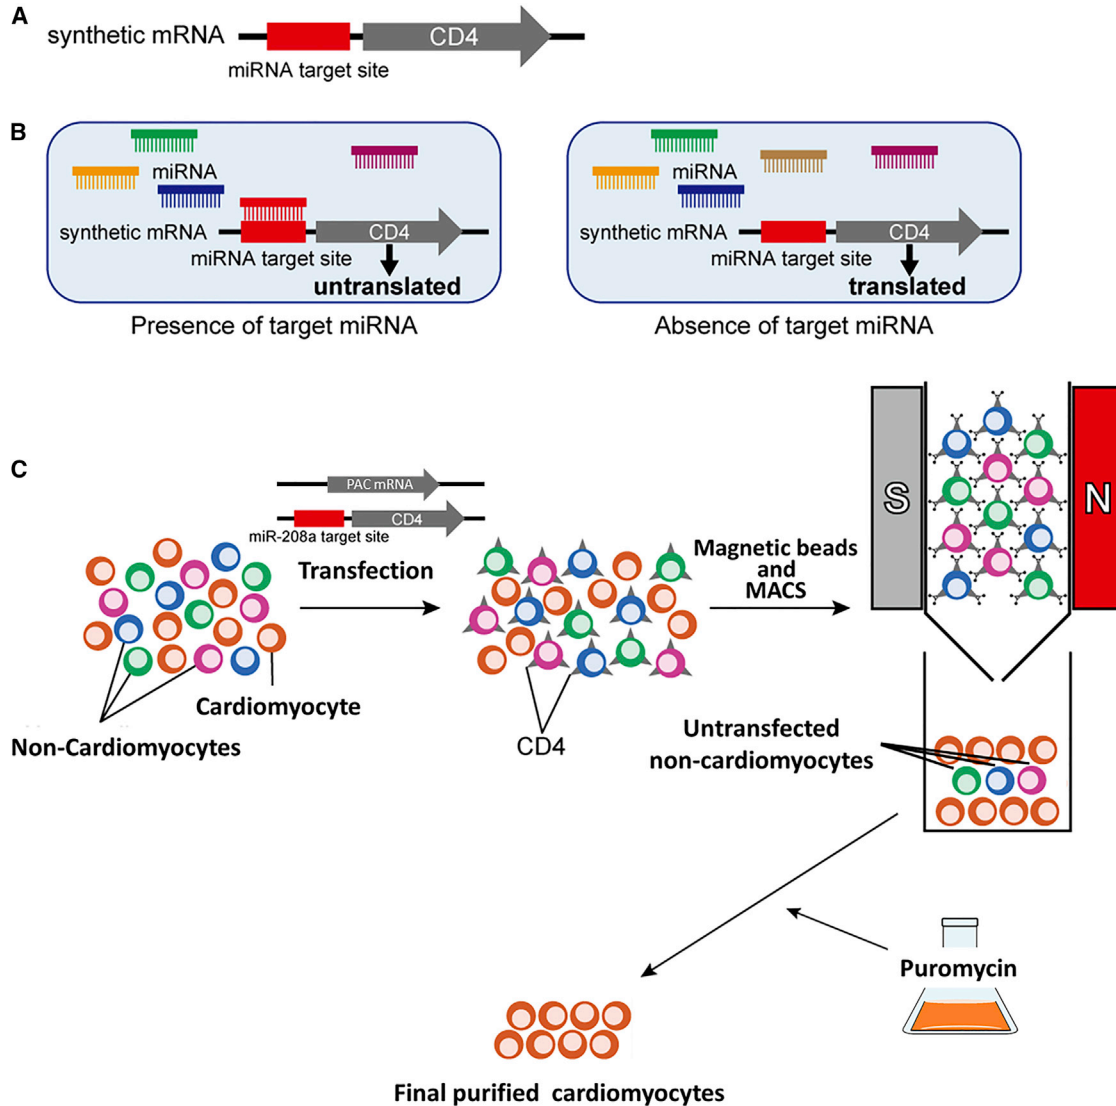 A
synthetic mRNA
CD4
miRNA target site
B
miRNA
synthetic mRNA
CD4
miRNA target site
untranslated
Presence of target miRNA
miRNA
synthetic mRNA
CD4
miRNA target site
translated
Absence of target miRNA
C
PAC mRNA
CD4
miR-208a target site
Transfection
Magnetic beads
and
MACS
S
N
Cardiomyocyte
Non-Cardiomyocytes
CD4
Untransfected
non-cardiomyocytes
Puromycin
Final purified cardiomyocytes